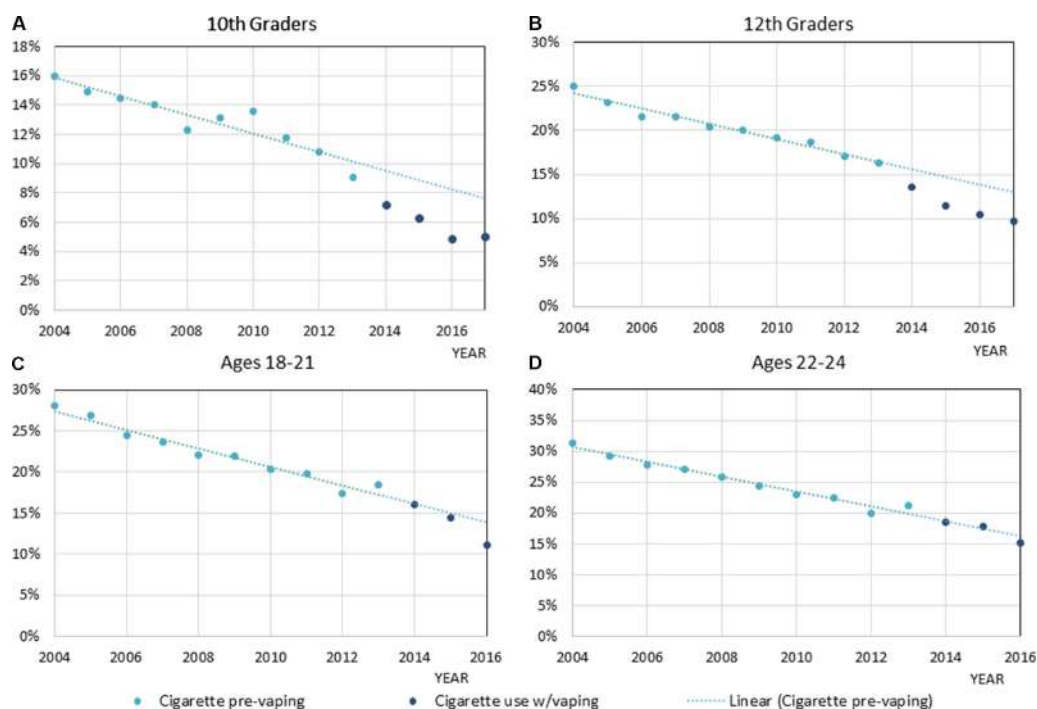 A
10th Graders
18%
16%
14%
12%
10%
8%
6%
4%
2%
0%
2004 2006 2008 2010 2012 2014 2016
YEAR
B
12th Graders
30%
25%
20%
15%
10%
5%
0%
2004 2006 2008 2010 2012 2014 2016
YEAR
C
Ages 18-21
30%
25%
20%
15%
10%
5%
0%
2004 2006 2008 2010 2012 2014 2016
YEAR
D
Ages 22-24
40%
35%
30%
25%
20%
15%
10%
5%
0%
2004 2006 2008 2010 2012 2014 2016
YEAR
Cigarette pre-vaping Cigarette use w/vaping Linear (Cigarette pre-vaping)